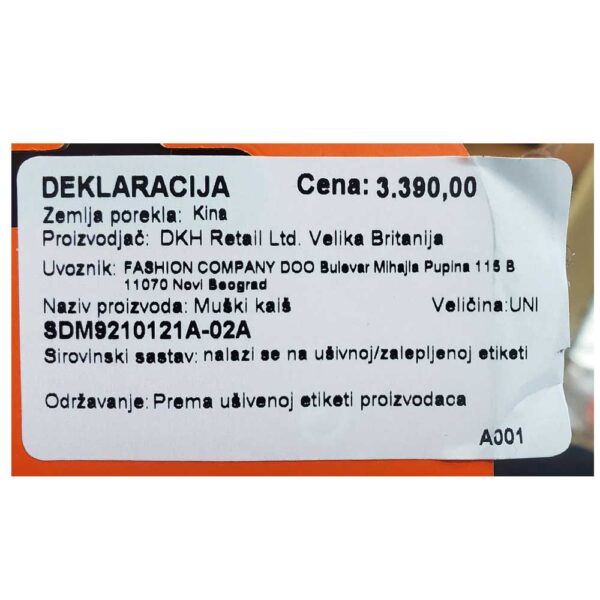 DEKLARACIJA Cena: 3.390,00
Zemlja porekla: Kina
Proizvodjač: DKH Retail Ltd. Velika Britanija
Uvoznik: FASHION COMPANY DOO Bulevar Mihajla Pupina 115 B
11070 Novi Beograd
Naziv proizvoda: Muški kaiš Veličina:UNI
SDM9210121A-02A
Sirovinski sastav: nalazi se na ušivnoj/zalepljenoj etiketi
Održavanje: Prema ušivenoj etiketi proizvodaca
A001